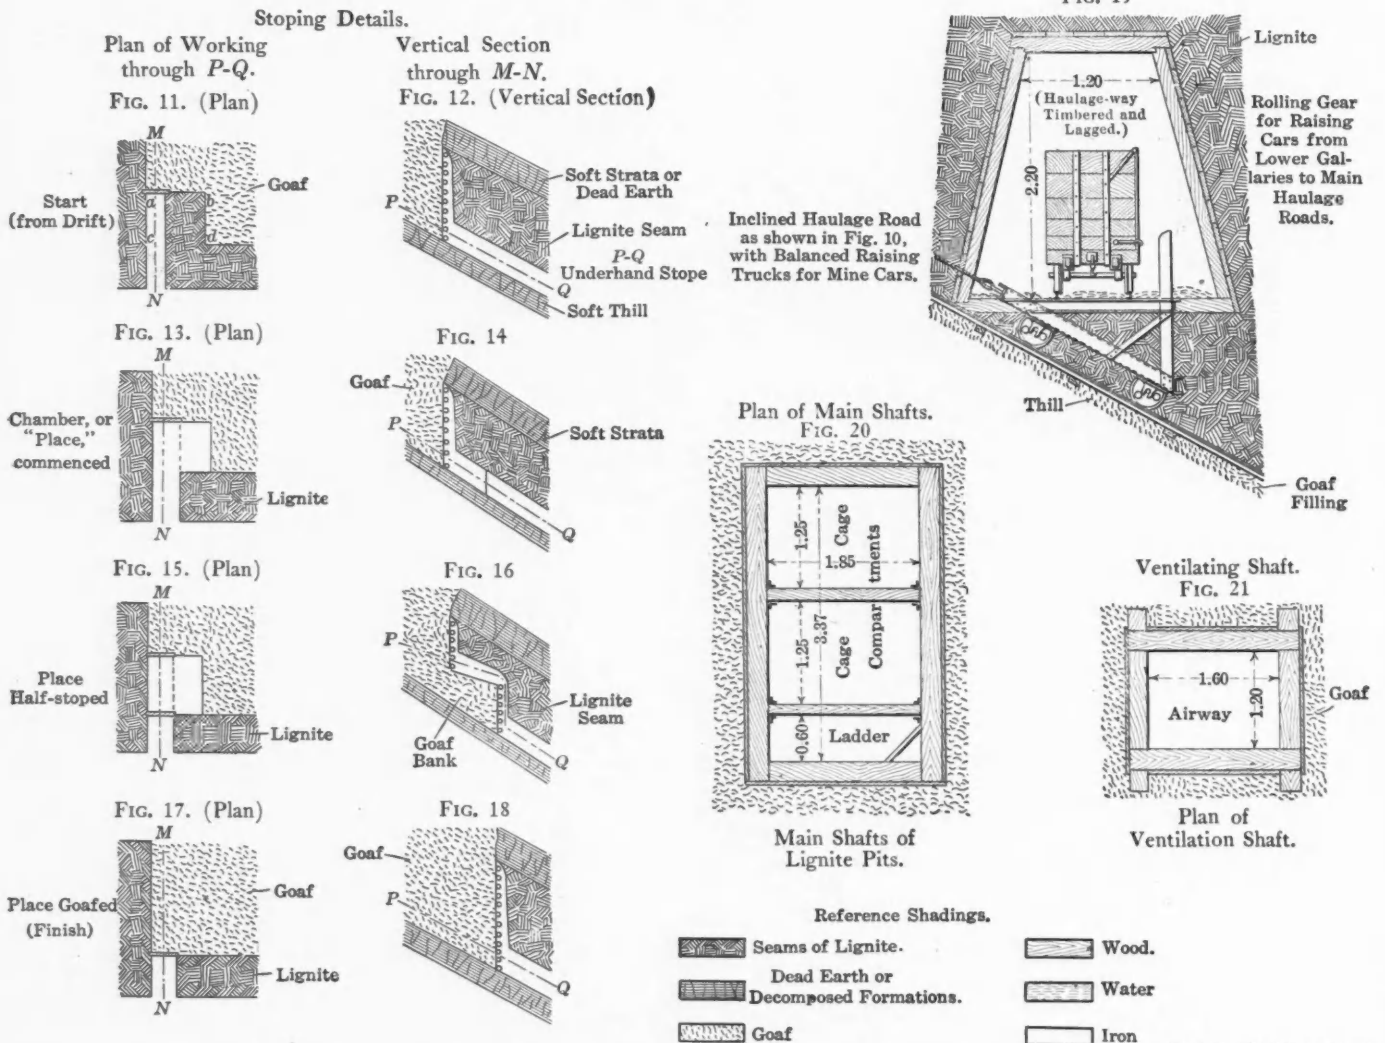 Stoping Details.
Plan of Working
through P-Q.
Vertical Section
through M-N.
FIG. 11. (Plan)
FIG. 12. (Vertical Section)
M
Start
(from Drift)
a
b
c
d
Goaf
N
P
Soft Strata or
Dead Earth
Lignite Seam
P-Q
Underhand Stope
Q
Soft Thill
FIG. 13. (Plan)
M
Chamber, or
"Place,"
commenced
Lignite
N
FIG. 14
Goaf
P
Soft Strata
Q
FIG. 15. (Plan)
M
Place
Half-stoped
Lignite
N
FIG. 16
P
Lignite
Seam
Goaf
Bank
Q
FIG. 17. (Plan)
M
Goaf
Place Goafed
(Finish)
Lignite
N
FIG. 18
Goaf
P
Q
FIG. 19
Lignite
1.20
(Haulage-way
Timbered and
Lagged.)
2.20
Rolling Gear
for Raising
Cars from
Lower Gal-
laries to Main
Haulage
Roads.
Inclined Haulage Road
as shown in Fig. 10,
with Balanced Raising
Trucks for Mine Cars.
Thill
Goaf
Filling
Plan of Main Shafts.
FIG. 20
1.25
Cage
1.85
tments
3.37
1.25
Cage
Compar
0.60
Ladder
Main Shafts of
Lignite Pits.
Ventilating Shaft.
FIG. 21
1.60
Airway
1.20
Goaf
Plan of
Ventilation Shaft.
Reference Shadings.
Seams of Lignite.
Dead Earth or
Decomposed Formations.
Goaf
Wood.
Water
Iron